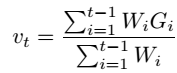 $v_t = \frac{\sum_{i=1}^{t-1} W_i G_i}{\sum_{i=1}^{t-1} W_i}$